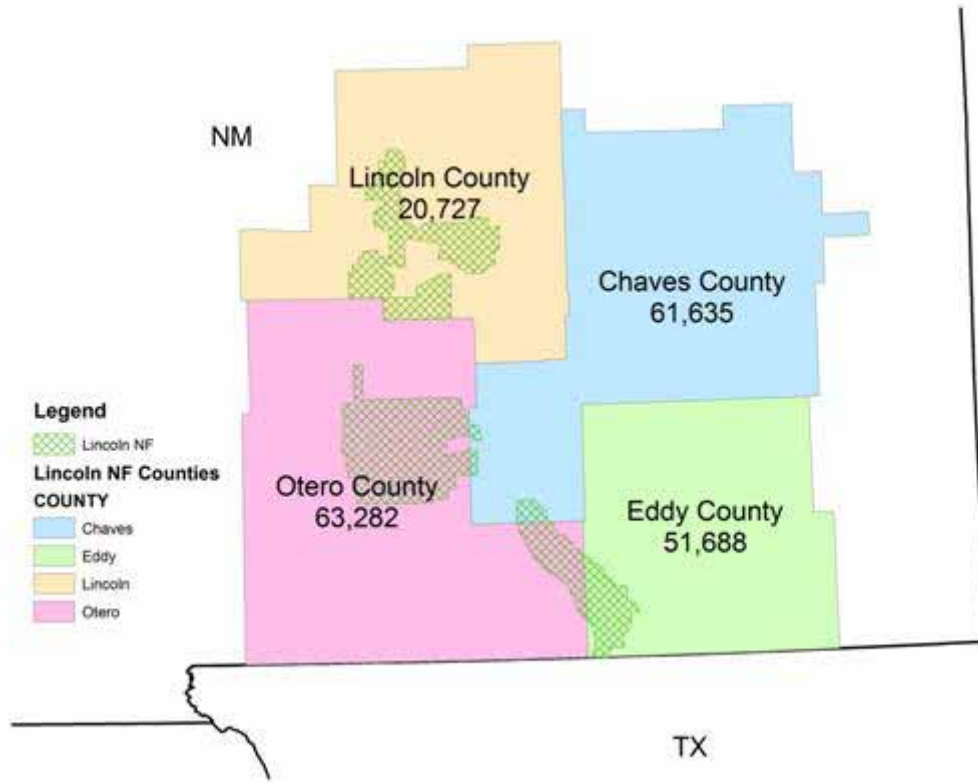 NM
Lincoln County
20,727
Chaves County
61,635
Legend
Lincoln NF
Lincoln NF Counties
COUNTY
Chaves
Eddy
Lincoln
Otero
Otero County
63,282
Eddy County
51,688
TX